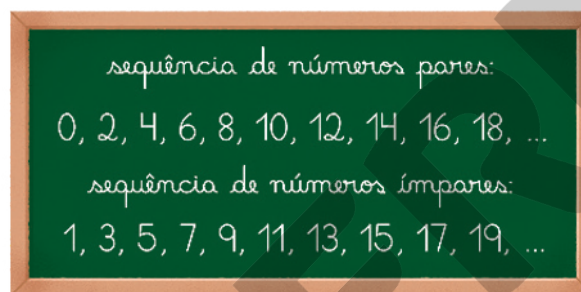 sequência de números pares:
0, 2, 4, 6, 8, 10, 12, 14, 16, 18, ...
sequência de números ímpares:
1, 3, 5, 7, 9, 11, 13, 15, 17, 19, ...